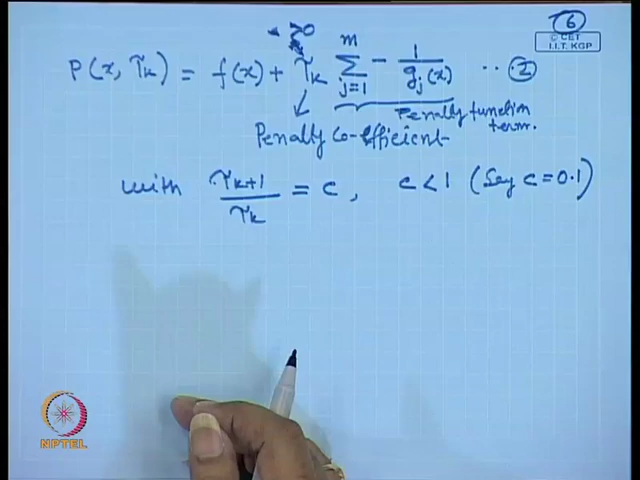 6
© CET
I.I.T. KGP
≥0
P(x, r_k) = f(x) + r_k ∑_{j=1}^{m} - 1/g_j(x) ··②
Penalty function term.
Penalty Co-efficient
with r_{k+1}/r_k = c, c < 1 (Say c = 0.1)
NPTEL